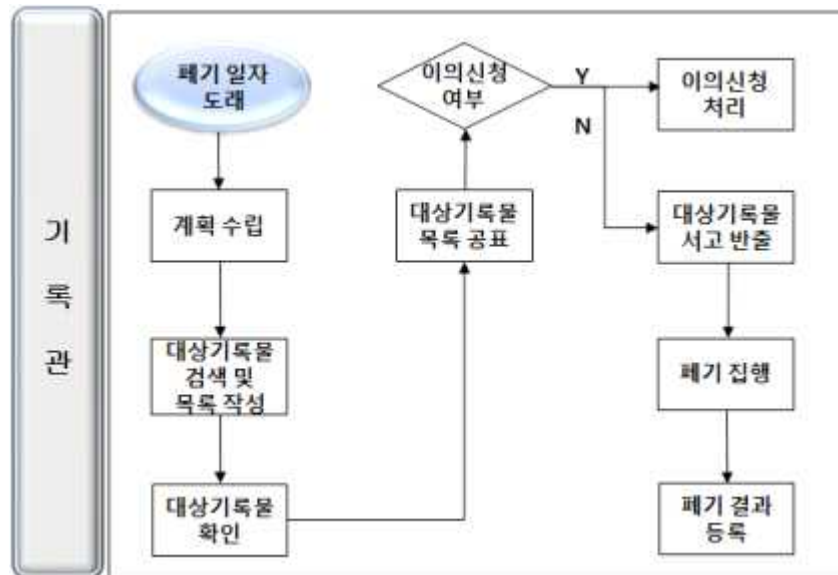 기
록
관
폐기 일자
도래
계획 수립
대상기록물
검색 및
목록 작성
대상기록물
확인
대상기록물
목록 공표
이의신청
여부
Y
N
이의신청
처리
대상기록물
서고 반출
폐기 집행
폐기 결과
등록